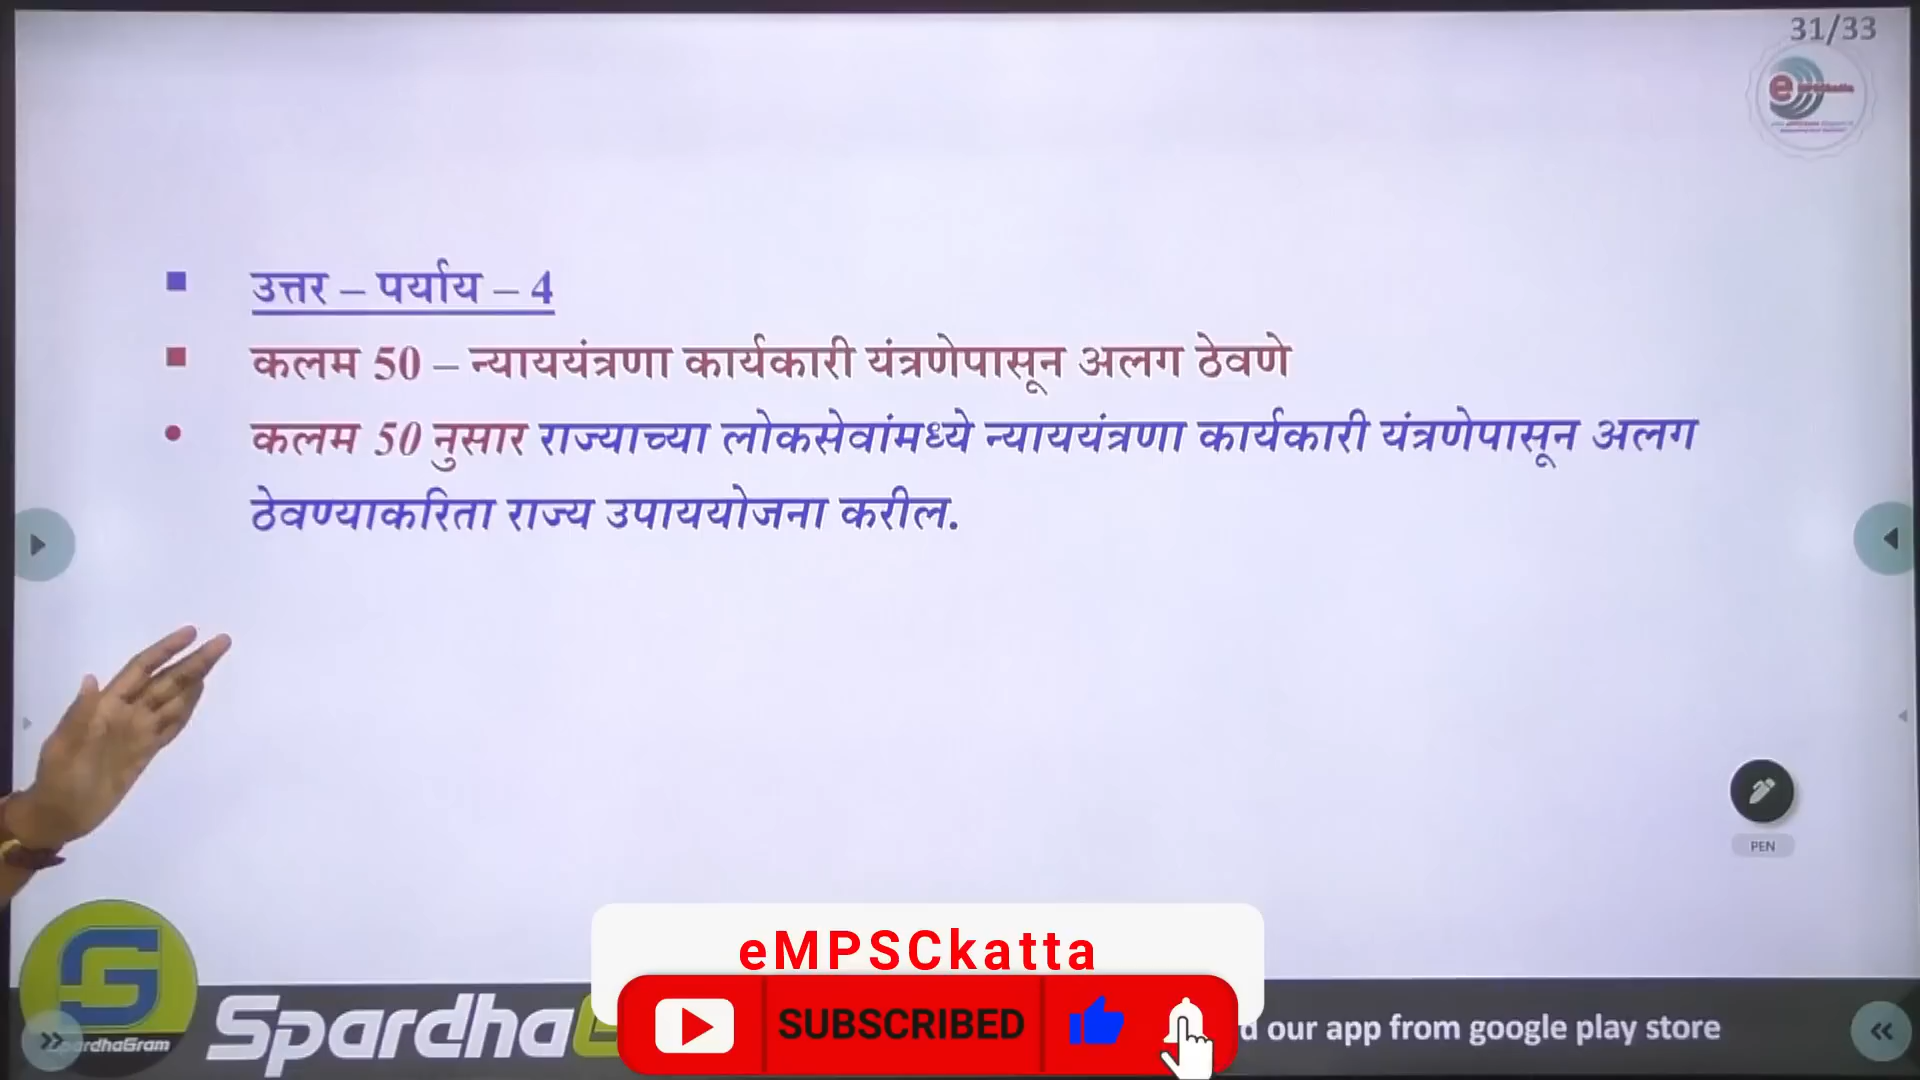 31/33
उत्तर – पर्याय – 4
कलम 50 – न्याययंत्रणा कार्यकारी यंत्रणेपासून अलग ठेवणे
कलम 50 नुसार राज्याच्या लोकसेवांमध्ये न्याययंत्रणा कार्यकारी यंत्रणेपासून अलग
ठेवण्याकरिता राज्य उपाययोजना करील.
PEN
eMPSCkatta
SUBSCRIBED
SpardhaGram
Spardha
d our app from google play store